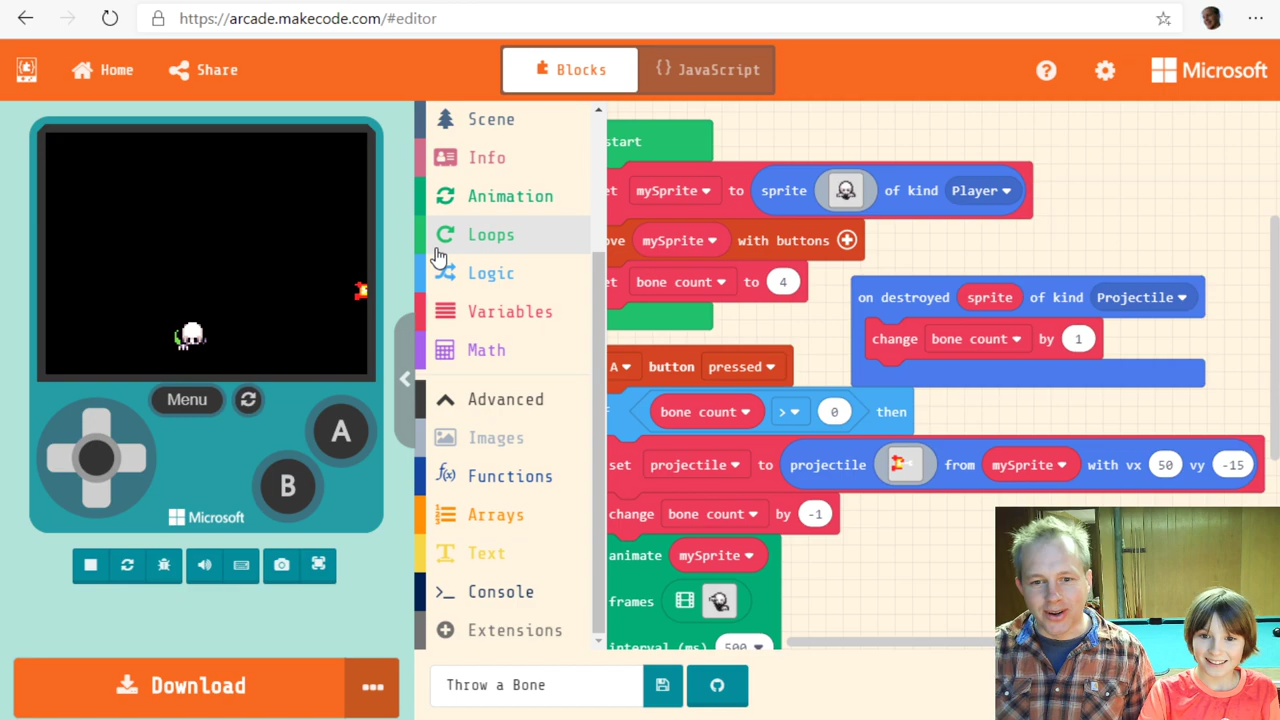 https://arcade.makecode.com/#editor
Home
Share
Blocks
{} JavaScript
?
Microsoft
Menu
A
B
Microsoft
Download
Scene
Info
Animation
Loops
Logic
Variables
Math
Advanced
Images
f(x) Functions
Arrays
Text
Console
Extensions
start
et mySprite to sprite of kind Player
ove mySprite with buttons
et bone count to 4
on destroyed sprite of kind Projectile
change bone count by 1
A button pressed
f bone count > 0 then
set projectile to projectile from mySprite with vx 50 vy -15
change bone count by -1
animate mySprite
frames
interval (ms) 500
Throw a Bone